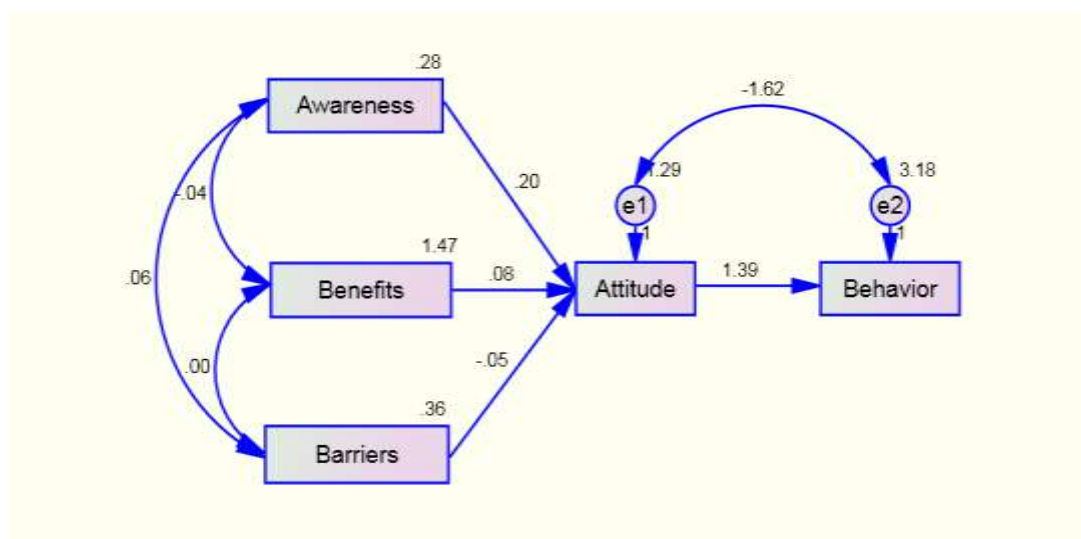 .28
Awareness
-1.62
1.29
3.18
e1
e2
1
1
.20
-.04
1.47
Benefits
.08
.06
Attitude
1.39
Behavior
.00
-.05
.36
Barriers